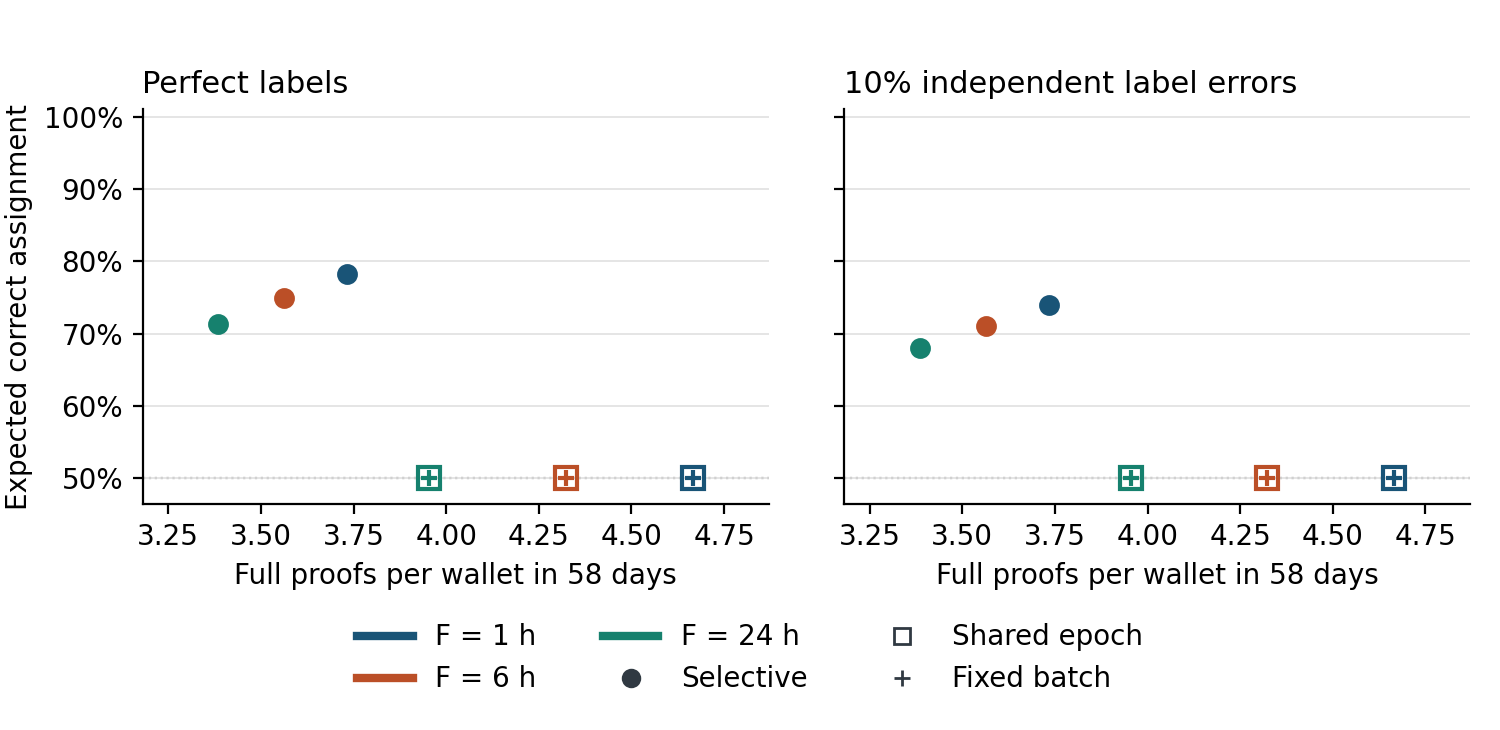 Perfect labels
10% independent label errors
Expected correct assignment
100%
90%
80%
70%
60%
50%
3.25 3.50 3.75 4.00 4.25 4.50 4.75
3.25 3.50 3.75 4.00 4.25 4.50 4.75
Full proofs per wallet in 58 days
Full proofs per wallet in 58 days
F = 1 h
F = 6 h
F = 24 h
Selective
Shared epoch
Fixed batch